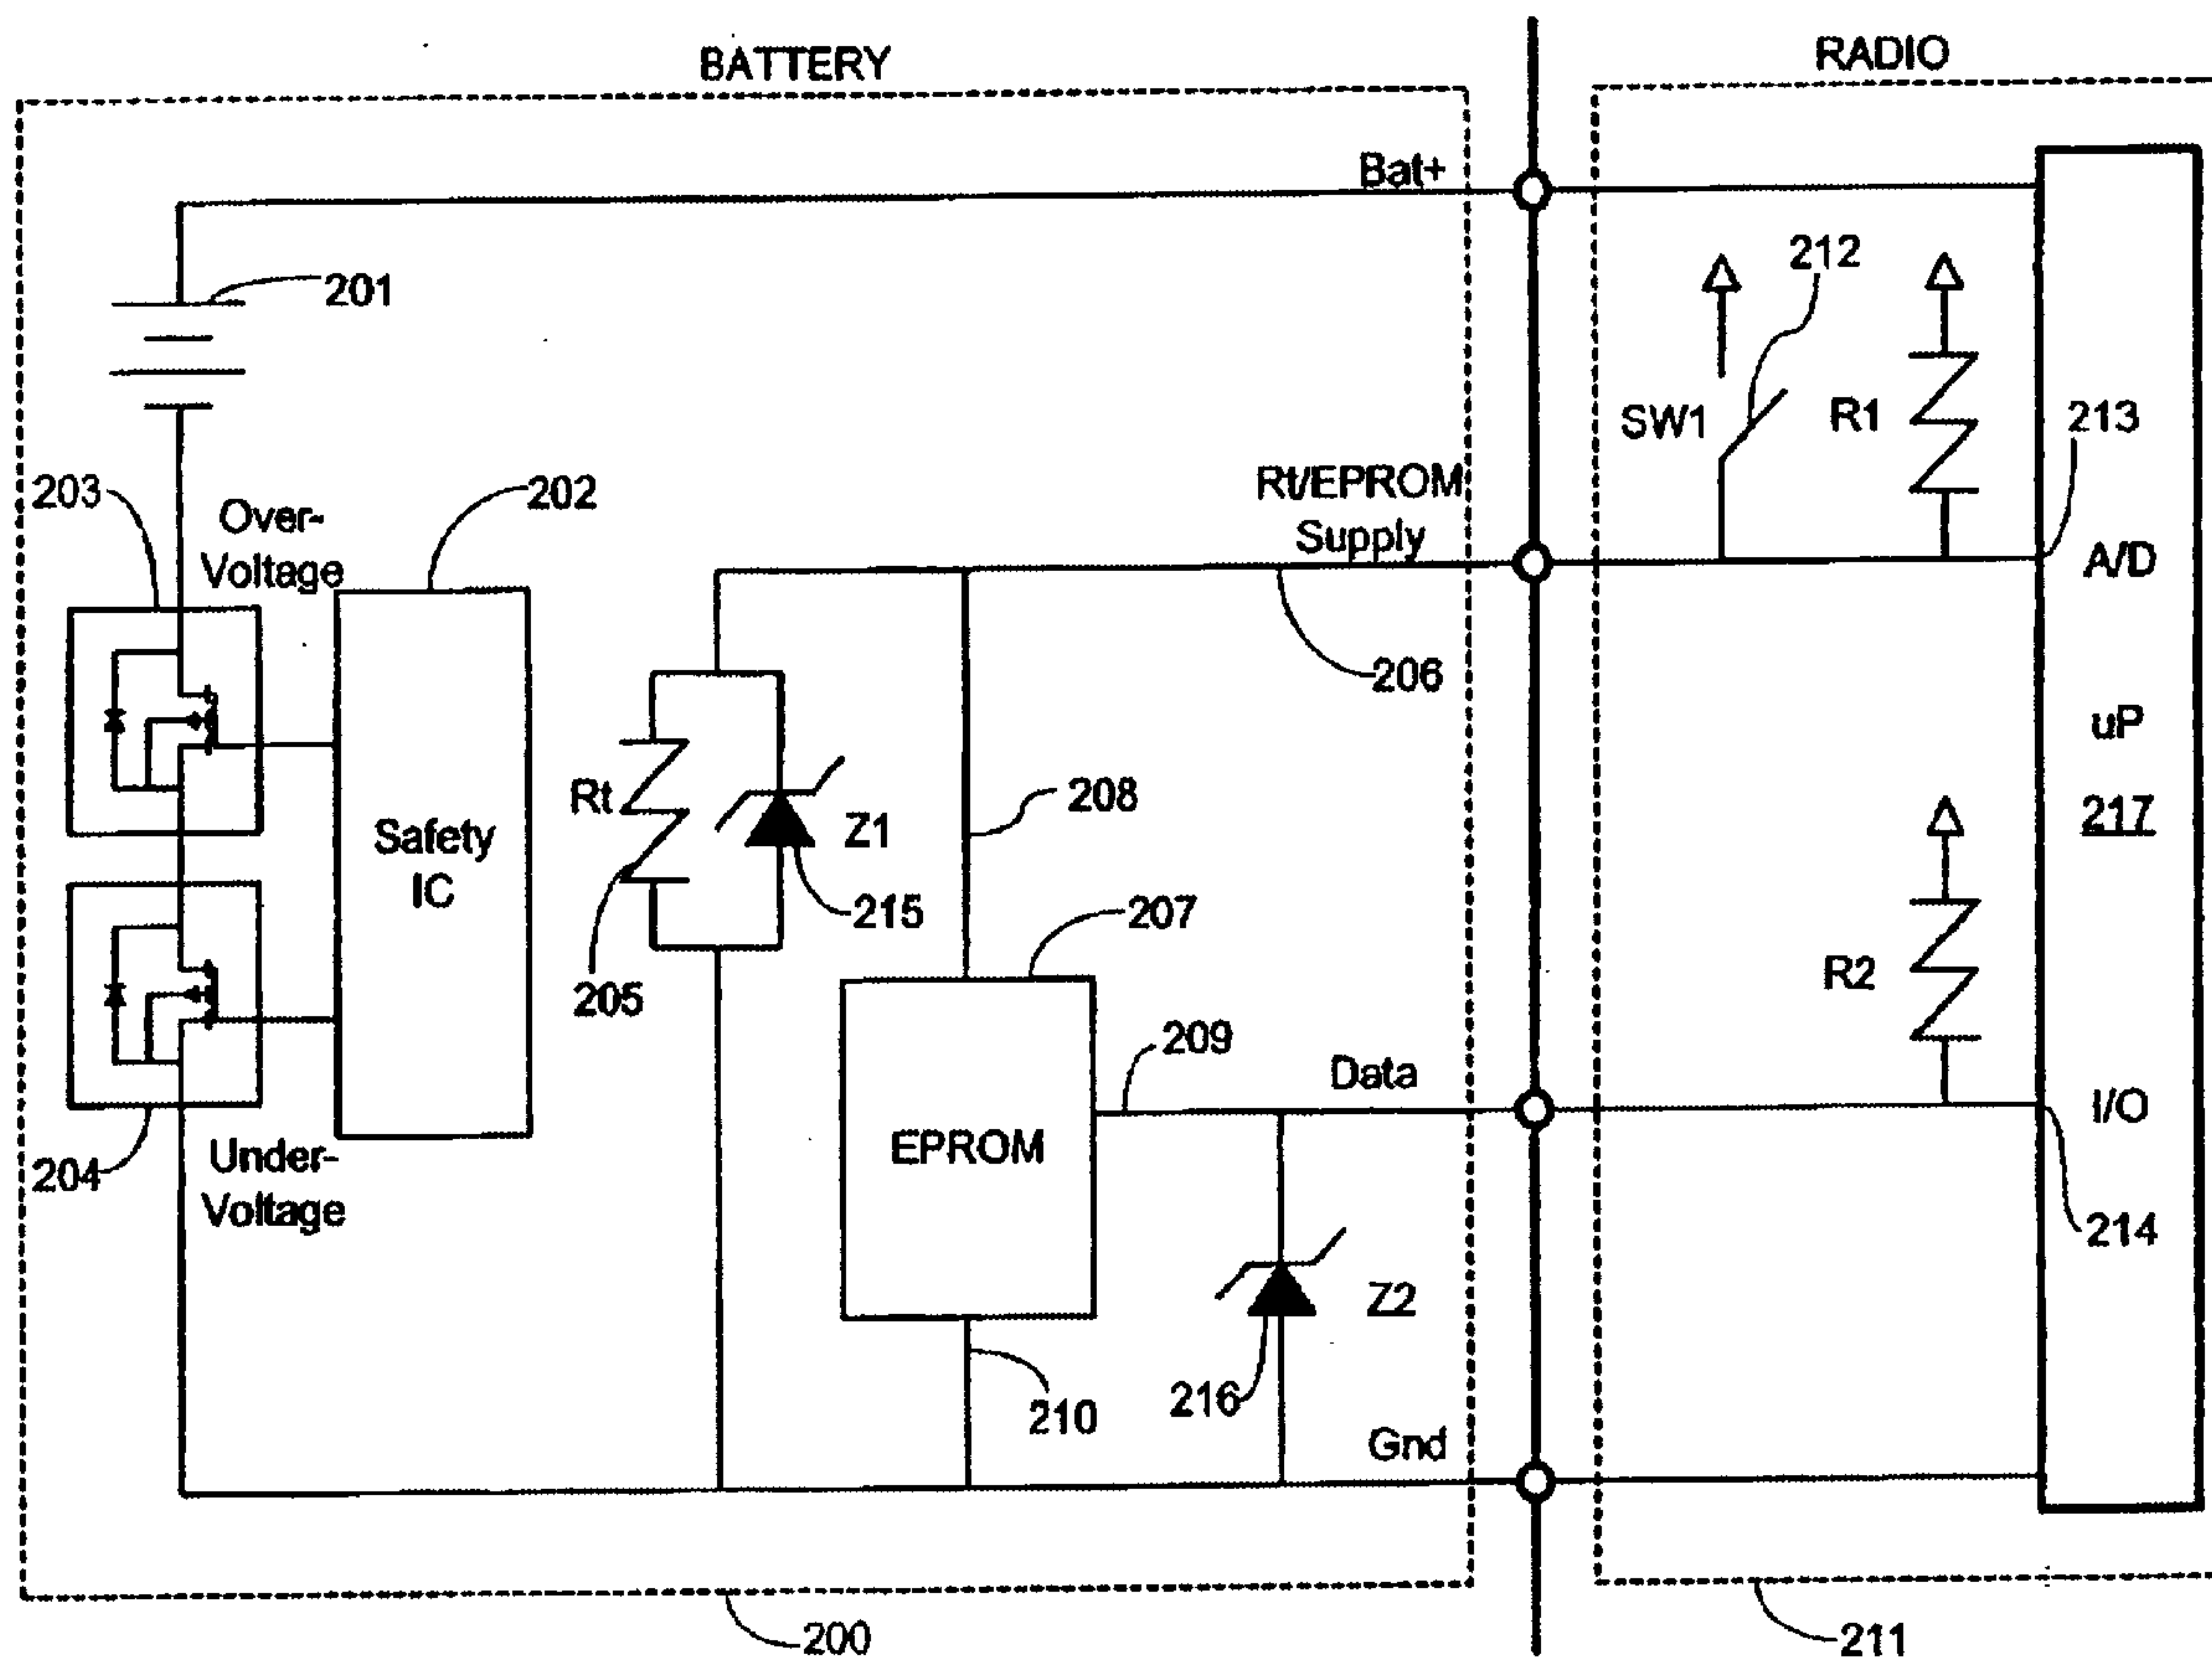 BATTERY
RADIO
Bat+
212
201
SW1
R1
213
203
Over-
Voltage
202
Rt/EPROM
Supply
A/D
206
uP
217
Rt
Z1
208
Safety
IC
215
207
205
R2
209
Data
I/O
EPROM
204
Under-
Voltage
214
Z2
216
210
Gnd
200
211